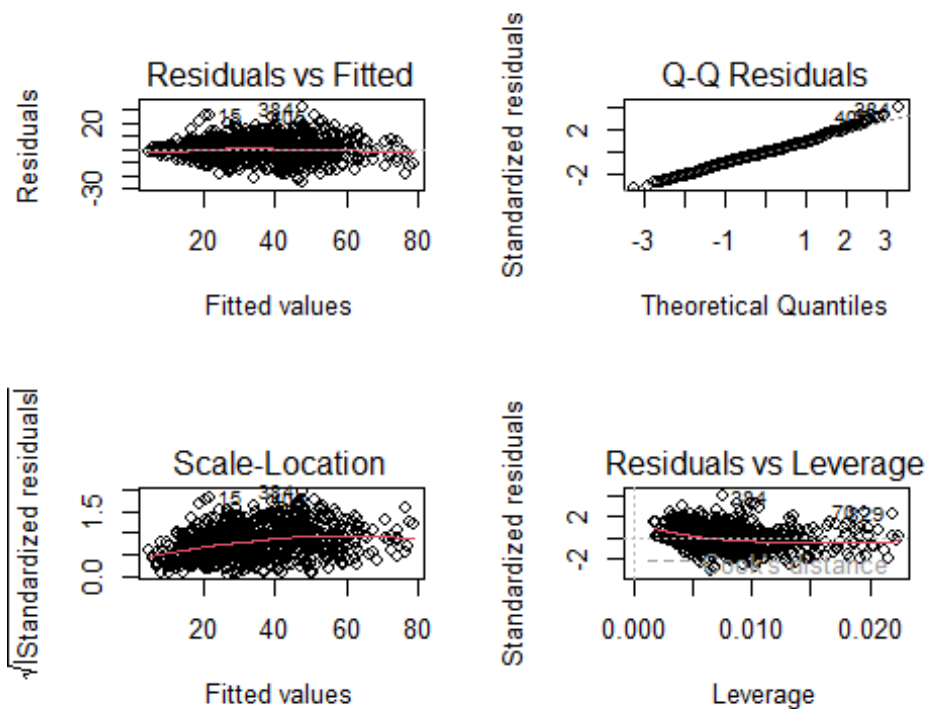 Residuals vs Fitted
Residuals
20
-30
15
384
20 40 60 80
Fitted values
Q-Q Residuals
Standardized residuals
2
-2
384
-3 -1 1 2 3
Theoretical Quantiles
Scale-Location
√|Standardized residuals|
1.5
0.0
15
384
20 40 60 80
Fitted values
Residuals vs Leverage
Standardized residuals
2
-2
384
Cook's distance
0.000 0.010 0.020
Leverage